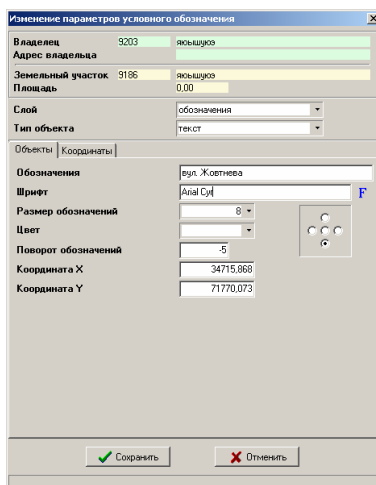 Изменение параметров условного обозначения
Владелец 9203 яюышуюэ
Адрес владельца
Земельный участок 9186 яюышуюэ
Площадь 0,00
Слой обозначения
Тип объекта текст
Объекты Координаты
Обозначения вул. Жовтнева
Шрифт Arial Cyr F
Размер обозначений 8
Цвет
Поворот обозначений -5
Координата X 34715,868
Координата Y 71770,073
Сохранить Отменить